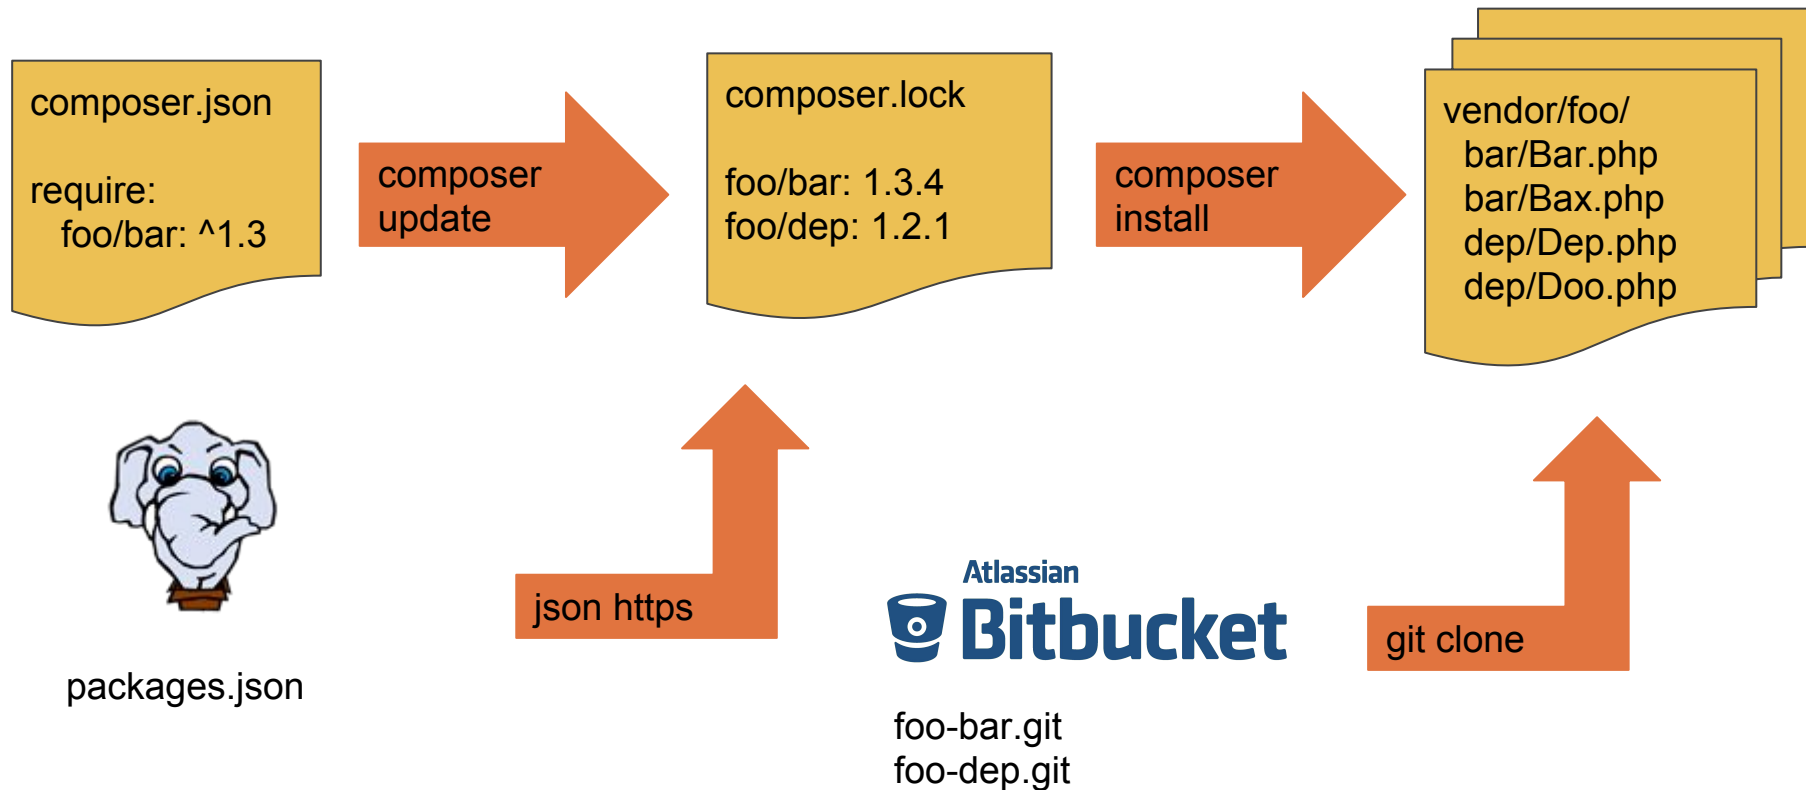 composer.json
require:
foo/bar: ^1.3
composer
update
composer.lock
foo/bar: 1.3.4
foo/dep: 1.2.1
composer
install
vendor/foo/
bar/Bar.php
bar/Bax.php
dep/Dep.php
dep/Doo.php
packages.json
json https
Atlassian
Bitbucket
foo-bar.git
foo-dep.git
git clone